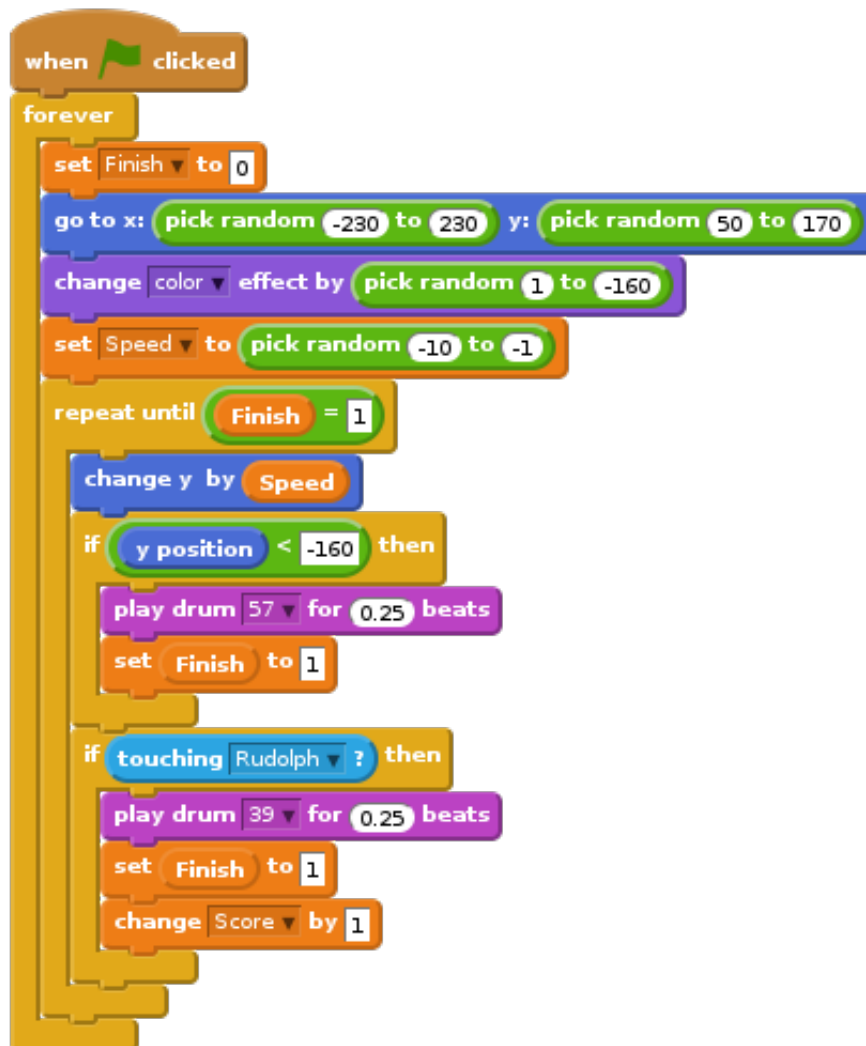 when clicked
forever
set Finish to 0
go to x: pick random -230 to 230 y: pick random 50 to 170
change color effect by pick random 1 to -160
set Speed to pick random -10 to -1
repeat until Finish = 1
change y by Speed
if y position < -160 then
play drum 57 for 0.25 beats
set Finish to 1
if touching Rudolph ? then
play drum 39 for 0.25 beats
set Finish to 1
change Score by 1